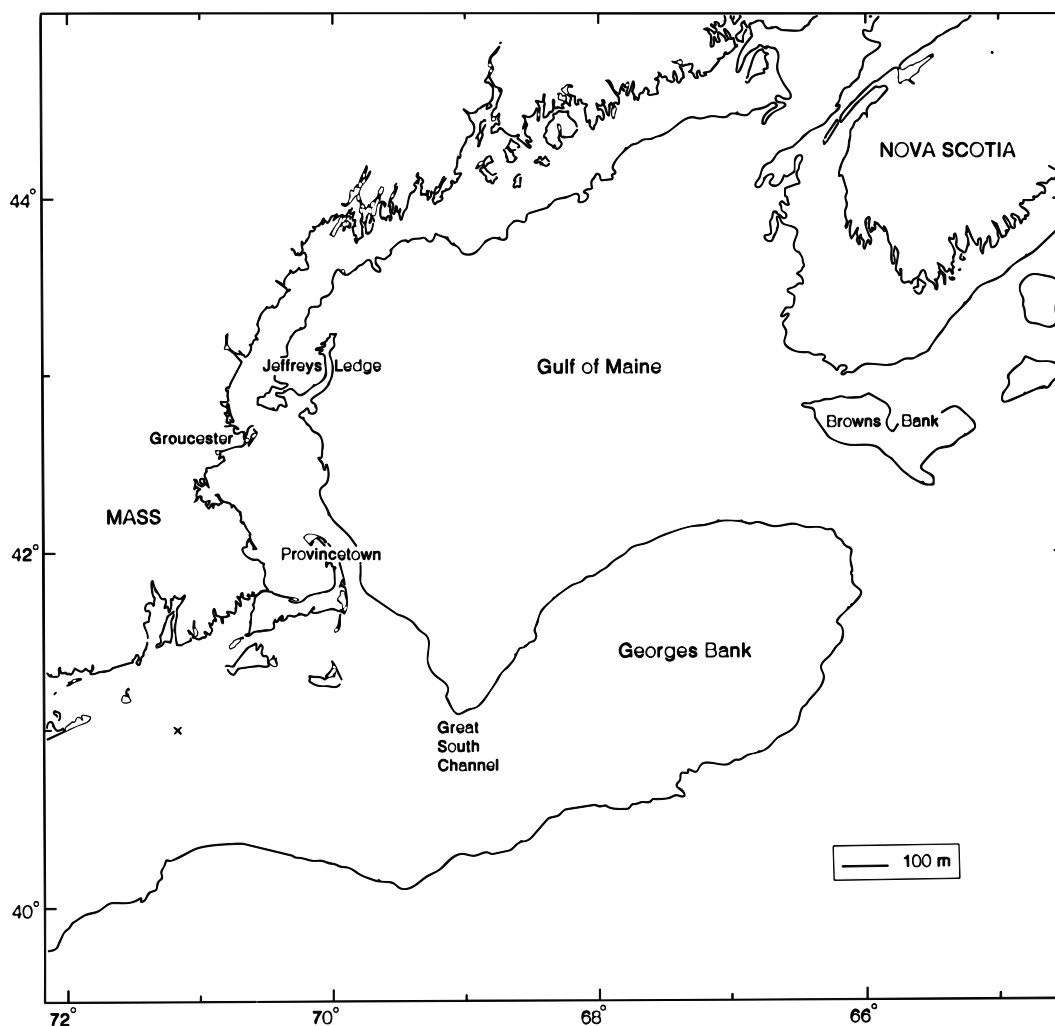 NOVA SCOTIA
44°
Jeffreys Ledge
Gulf of Maine
Browns Bank
Groucester
MASS
42°
Provincetown
Georges Bank
×
Great
South
Channel
100 m
40°
72° 70° 68° 66°